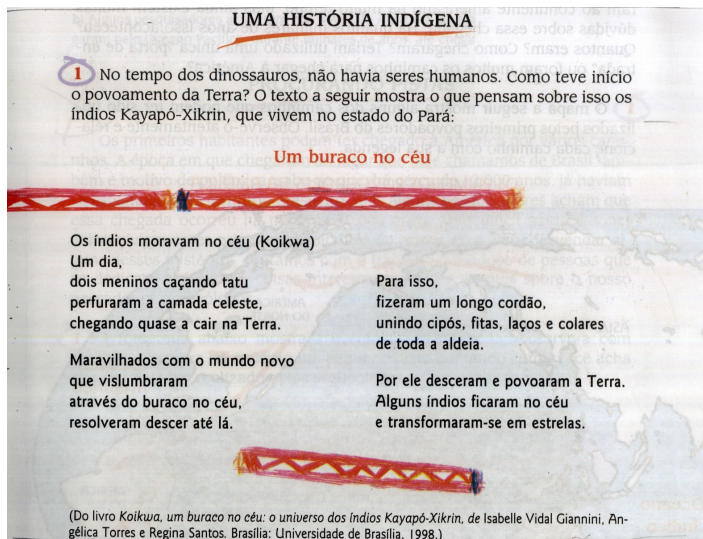 UMA HISTÓRIA INDÍGENA
1 No tempo dos dinossauros, não havia seres humanos. Como teve início
o povoamento da Terra? O texto a seguir mostra o que pensam sobre isso os
índios Kayapó-Xikrin, que vivem no estado do Pará:
Um buraco no céu
Os índios moravam no céu (Koikwa)
Um dia,
dois meninos caçando tatu
perfuraram a camada celeste,
chegando quase a cair na Terra.
Maravilhados com o mundo novo
que vislumbraram
através do buraco no céu,
resolveram descer até lá.
Para isso,
fizeram um longo cordão,
unindo cipós, fitas, laços e colares
de toda a aldeia.
Por ele desceram e povoaram a Terra.
Alguns índios ficaram no céu
e transformaram-se em estrelas.
(Do livro Koikwa, um buraco no céu: o universo dos índios Kayapó-Xikrin, de Isabelle Vidal Giannini, An-
gélica Torres e Regina Santos. Brasília: Universidade de Brasília, 1998.)